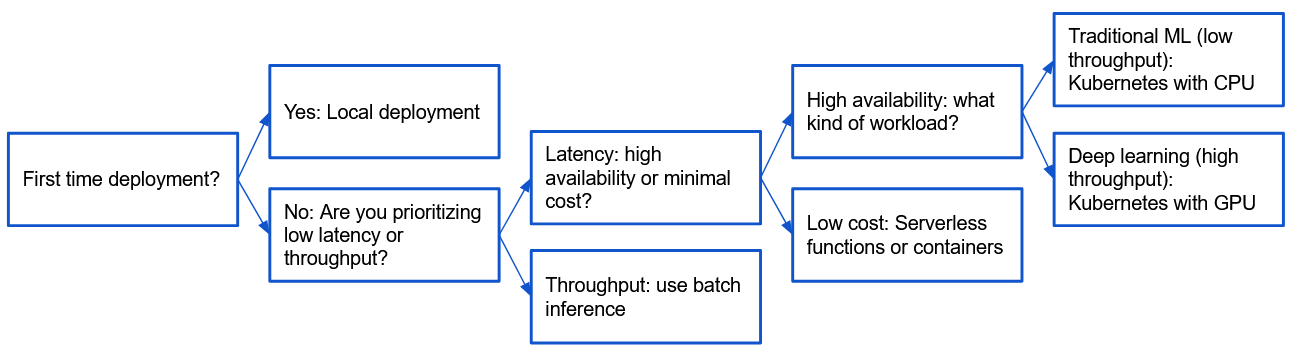 First time deployment?
Yes: Local deployment
No: Are you prioritizing
low latency or
throughput?
Latency: high
availability or minimal
cost?
Throughput: use batch
inference
High availability: what
kind of workload?
Low cost: Serverless
functions or containers
Traditional ML (low
throughput):
Kubernetes with CPU
Deep learning (high
throughput):
Kubernetes with GPU